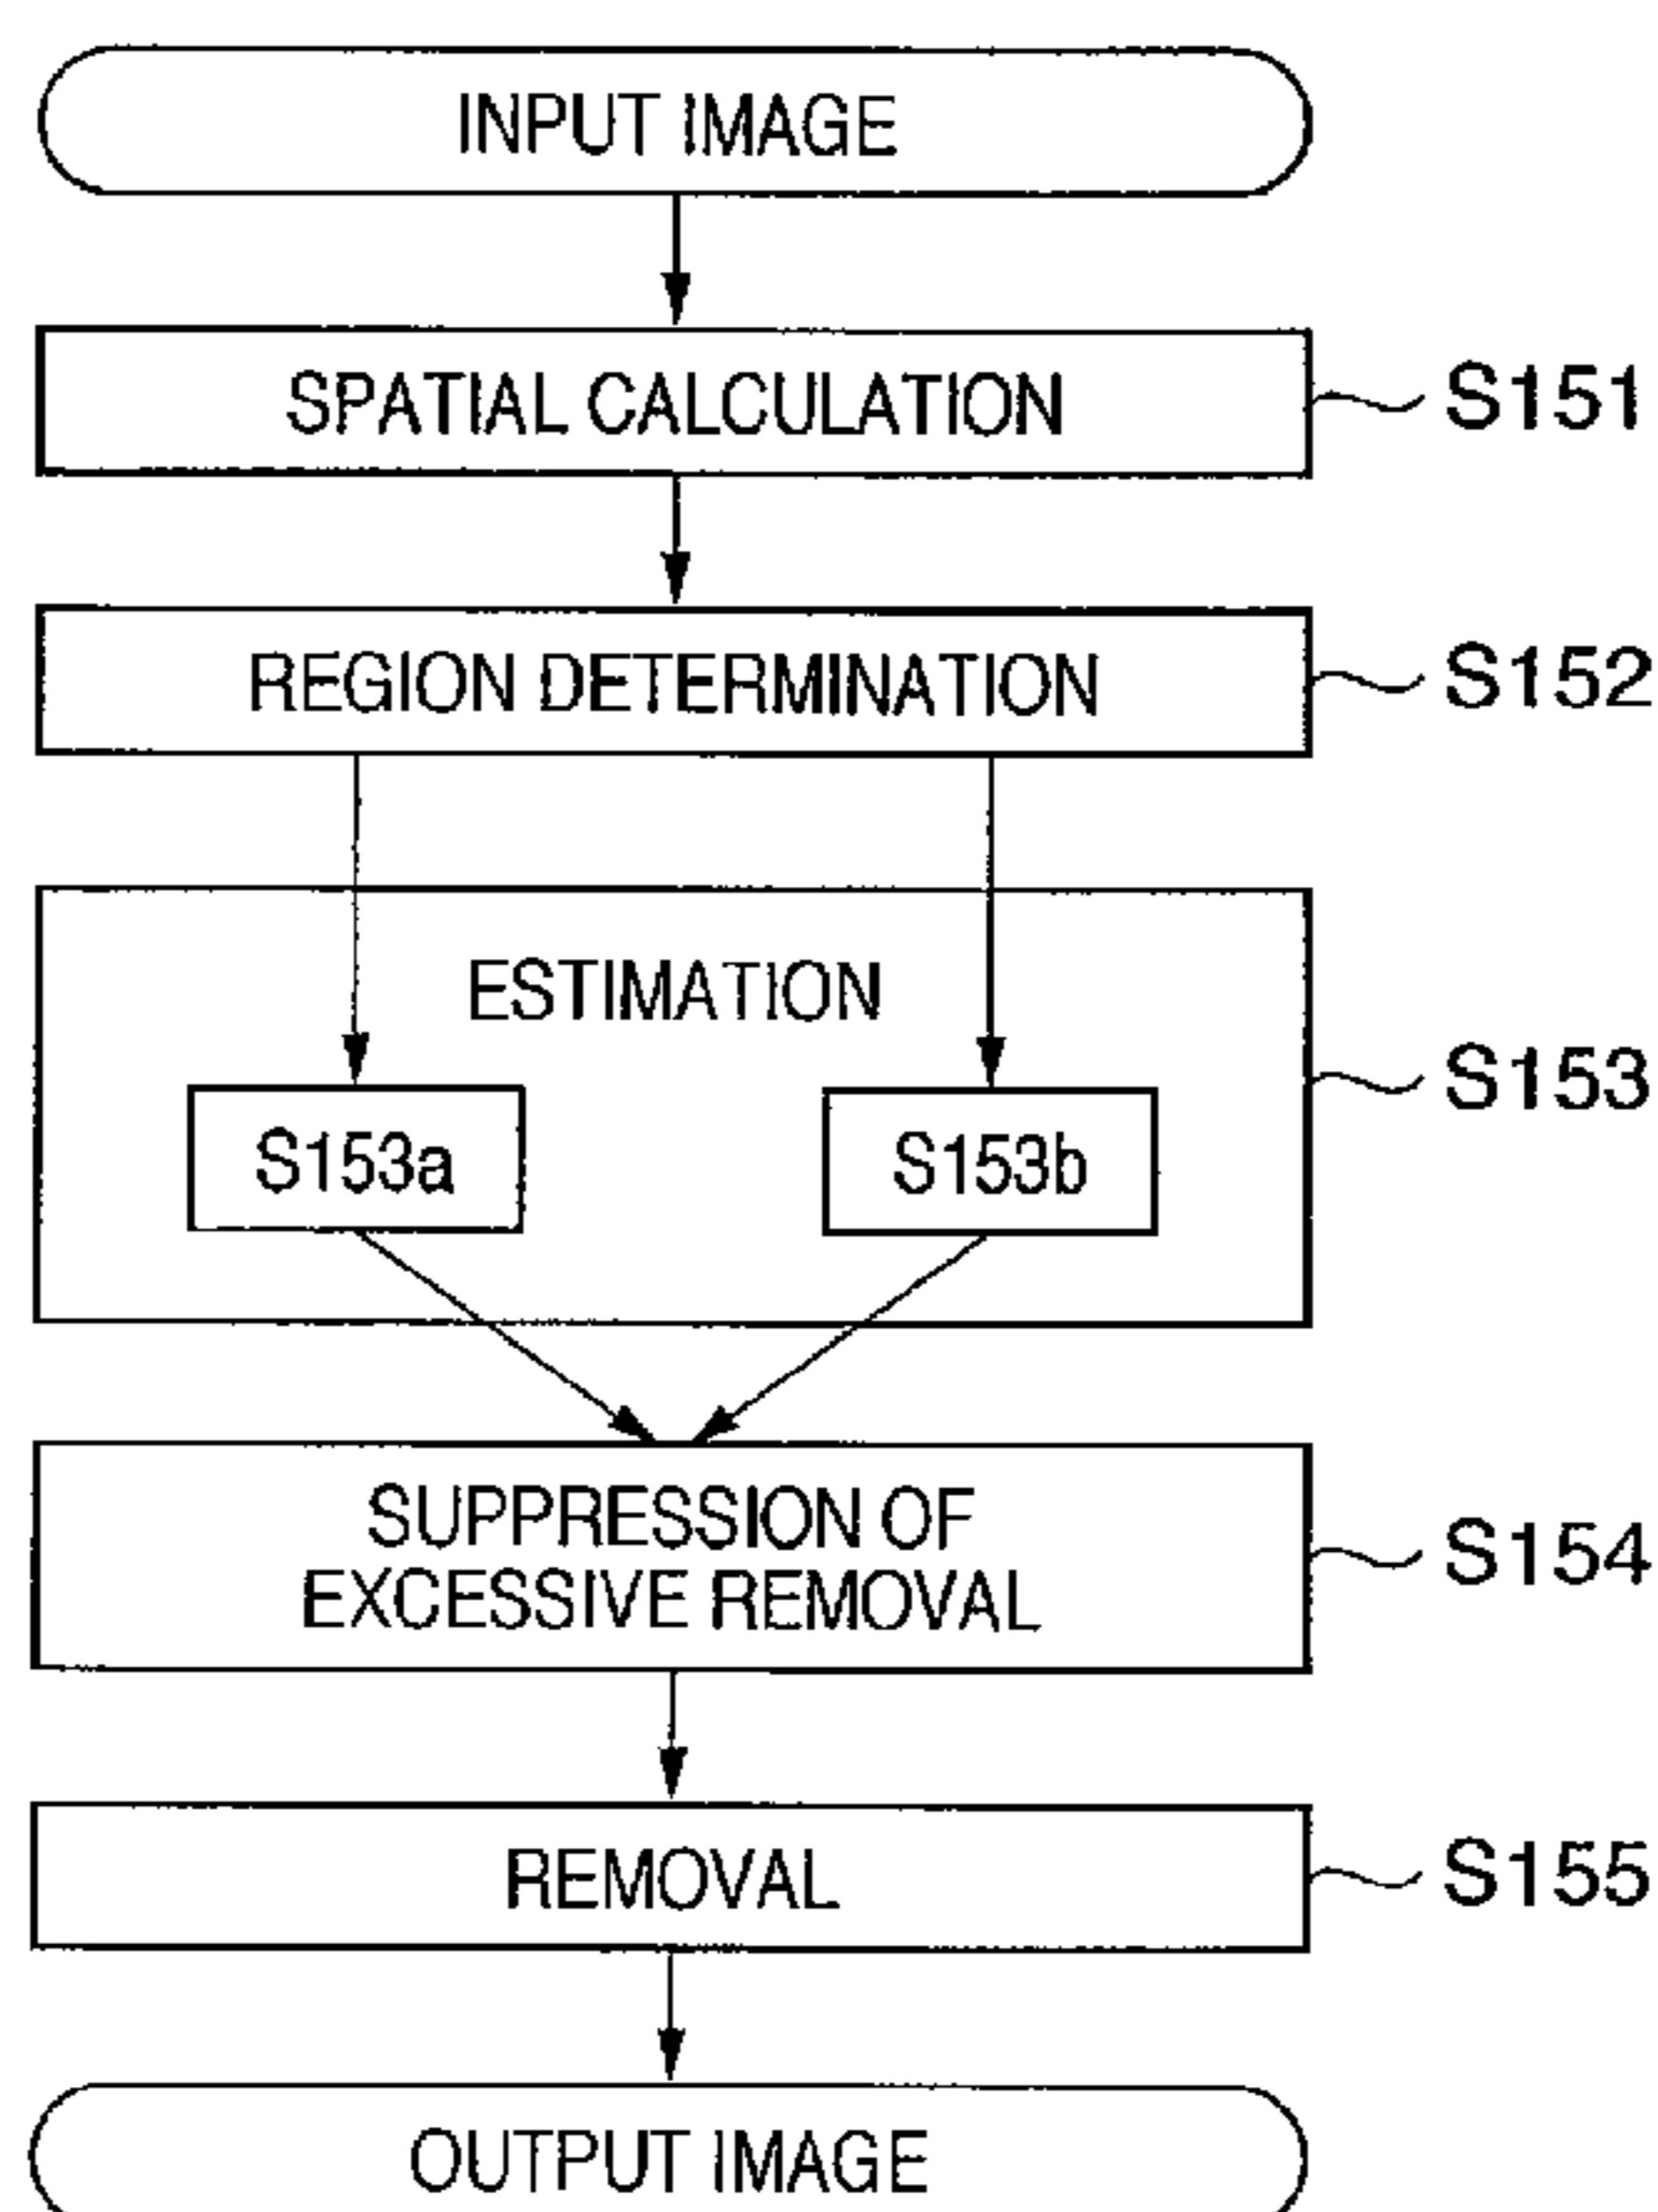 INPUT IMAGE
SPATIAL CALCULATION
S151
REGION DETERMINATION
S152
ESTIMATION
S153
S153a
S153b
SUPPRESSION OF
EXCESSIVE REMOVAL
S154
REMOVAL
S155
OUTPUT IMAGE